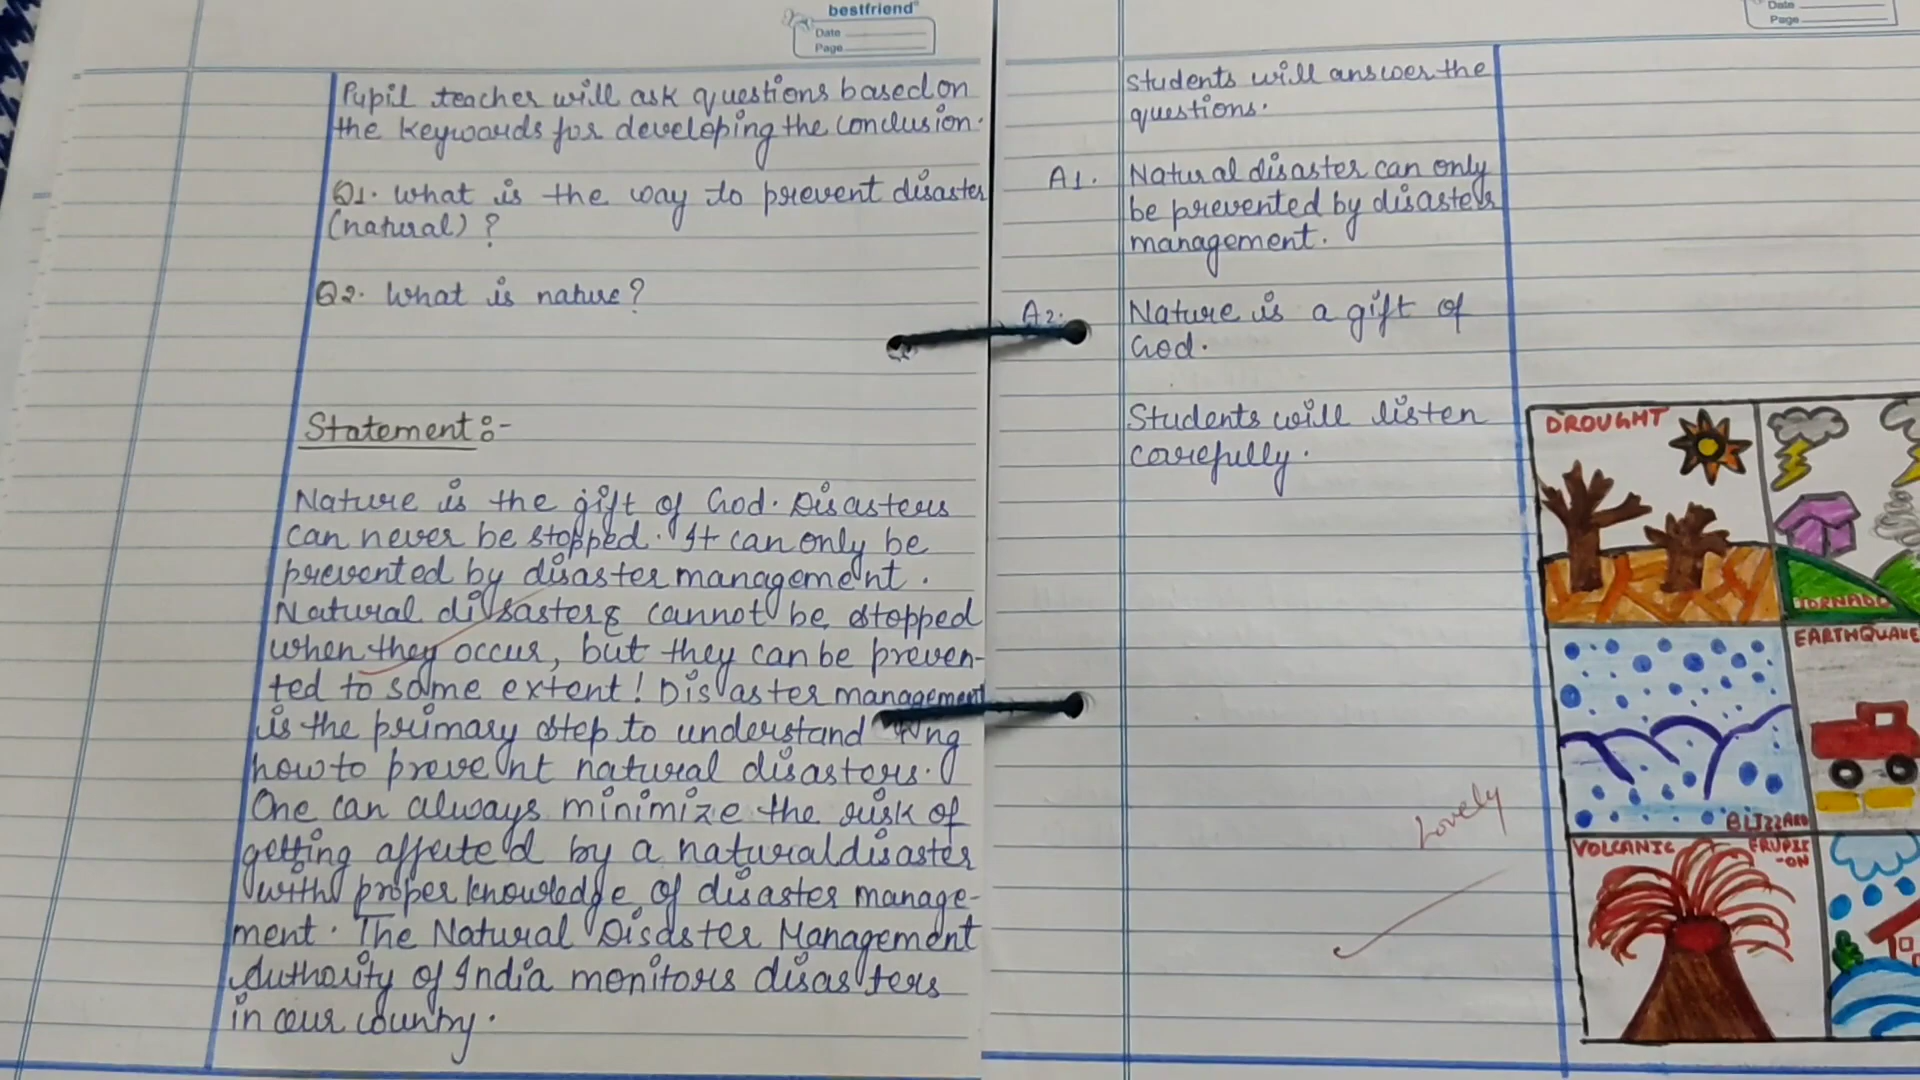 bestfriend
Date
Page
Pupil teacher will ask questions based on
the keywords for developing the conclusion.
Q1. What is the way to prevent disaster
(natural) ?
Q2. What is nature?
Statement :-
Nature is the gift of God. Disasters
can never be stopped. It can only be
prevented by disaster management.
Natural disasters cannot be stopped
when they occur, but they can be preven-
ted to some extent! Disaster management
is the primary step to understand ing
how to prevent natural disasters.
One can always minimize the risk of
getting affected by a natural disaster
with proper knowledge of disaster manage-
ment. The Natural Disaster Management
Authority of India monitors disasters
in our country.
Date
Page
Students will answer the
questions.
A1. Natural disaster can only
be prevented by disasters
management.
A2. Nature is a gift of
God.
Students will listen
carefully.
Lovely
DROUGHT
TORNADO
EARTHQUAKE
BLIZZARD
VOLCANIC ERUPTI
-ON